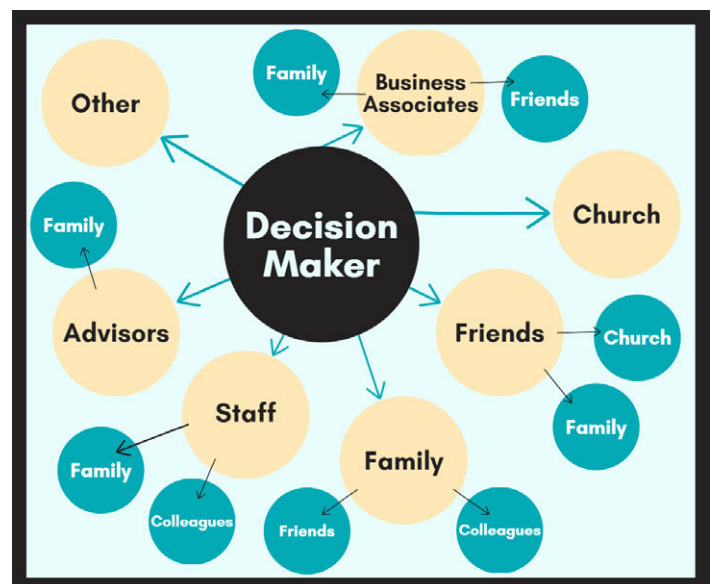 Other
Family
Business
Associates
Friends
Decision
Maker
Church
Family
Advisors
Friends
Church
Family
Staff
Family
Colleagues
Family
Friends
Colleagues